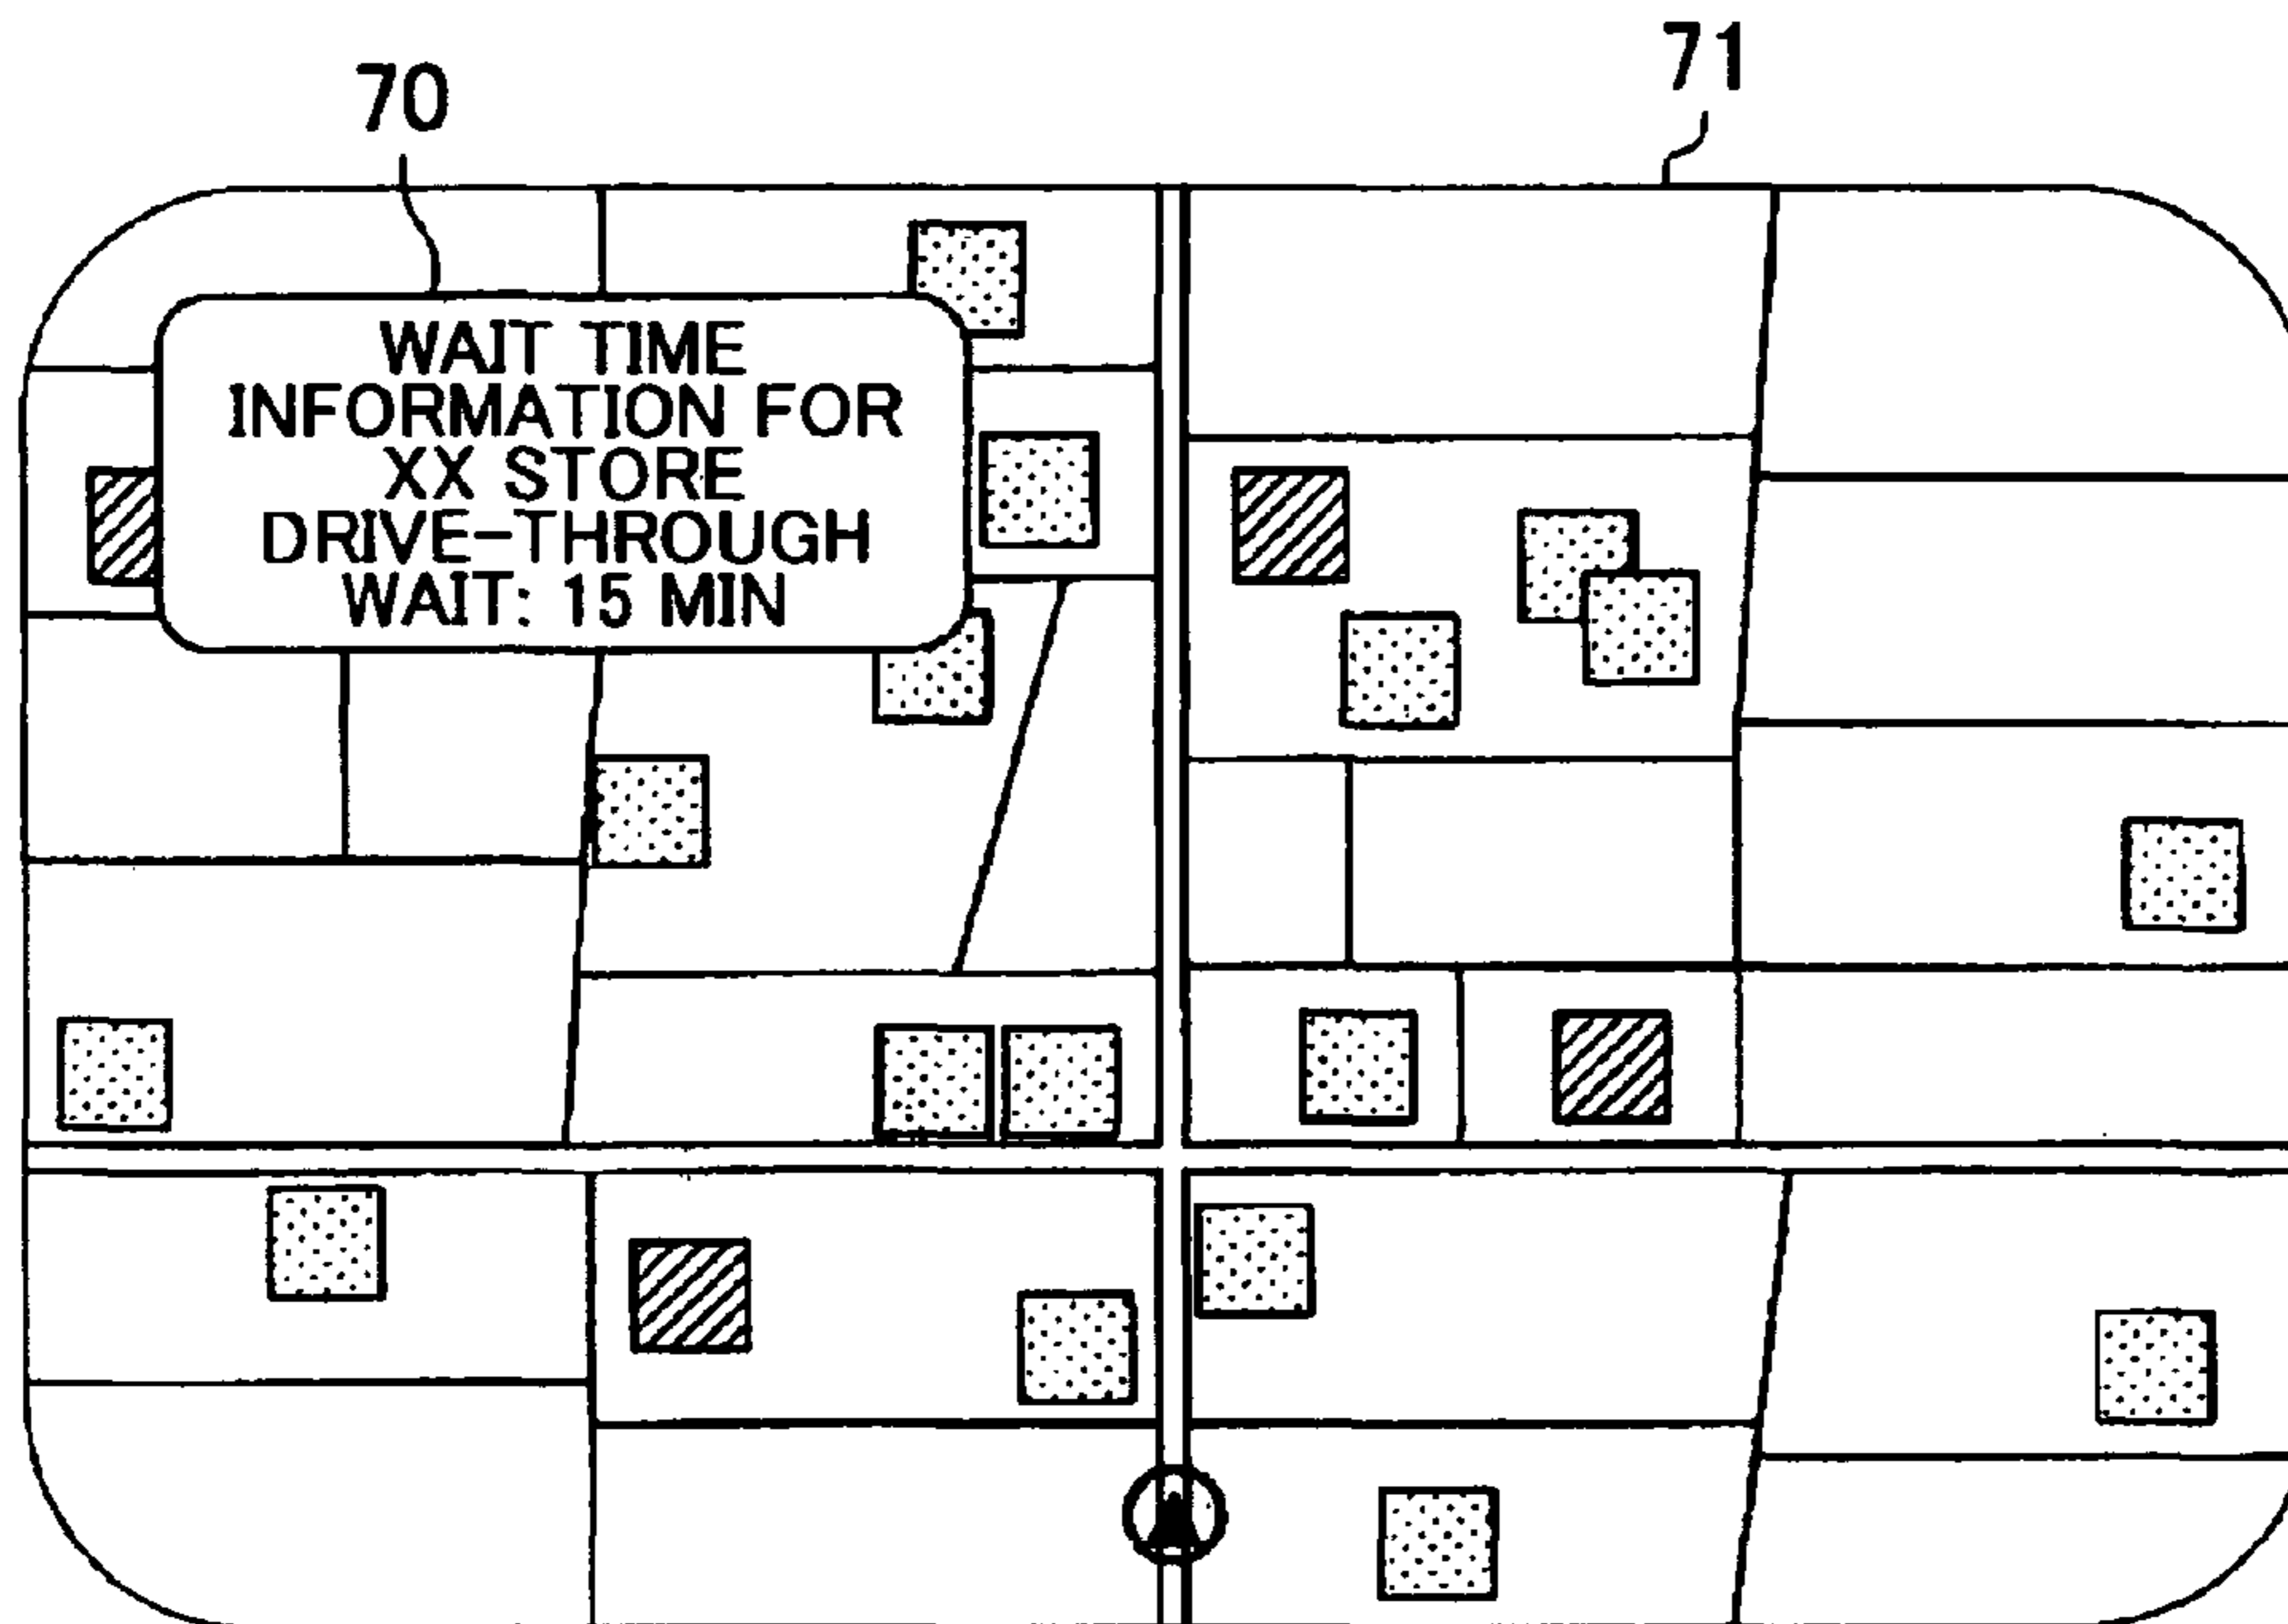 70
71
WAIT TIME
INFORMATION FOR
XX STORE
DRIVE-THROUGH
WAIT: 15 MIN